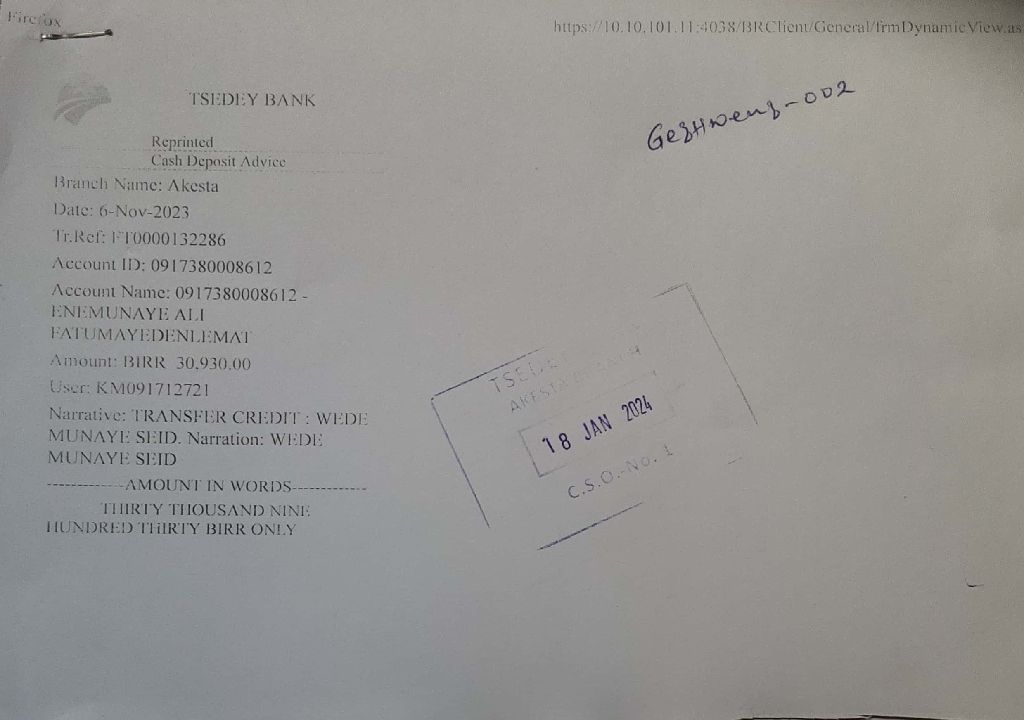 Firefox
https://10.10.101.11:4038/BRClient/General/frmDynamicView.as
TSEDEY BANK
Reprinted
Cash Deposit Advice
Branch Name: Akesta
Date: 6-Nov-2023
Tr.Ref: FT0000132286
Account ID: 0917380008612
Account Name: 0917380008612 -
ENEMUNAYE ALI
FATUMAYEDENLEMAT
Amount: BIRR 30,930.00
User: KM091712721
Narrative: TRANSFER CREDIT : WEDE
MUNAYE SEID. Narration: WEDE
MUNAYE SEID
------------AMOUNT IN WORDS------------
THIRTY THOUSAND NINE
HUNDRED THIRTY BIRR ONLY
-002
TSEDEY
AKESTA BRANCH
18 JAN 2024
C.S.O.-No. 1